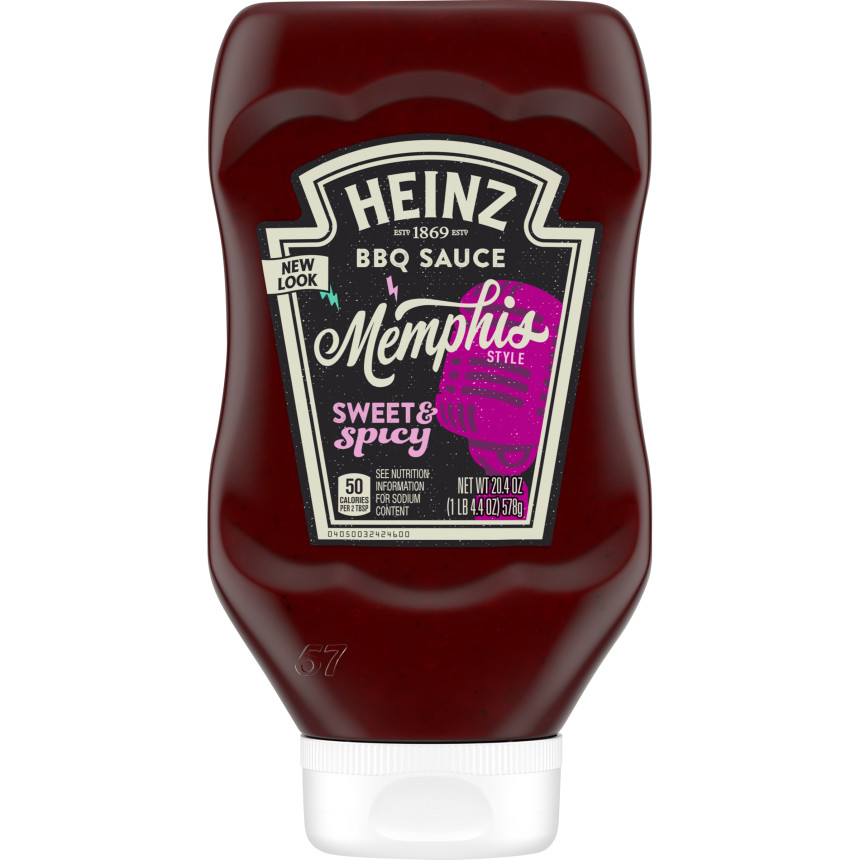 HEINZ
ESTD 1869 ESTD
BBQ SAUCE
NEW
LOOK
Memphis
STYLE
SWEET&
spicy
50
CALORIES
PER 2 TBSP
SEE NUTRITION
INFORMATION
FOR SODIUM
CONTENT
NET WT 20.4 OZ
(1 LB 4.4 OZ) 578g
04050032424600
57